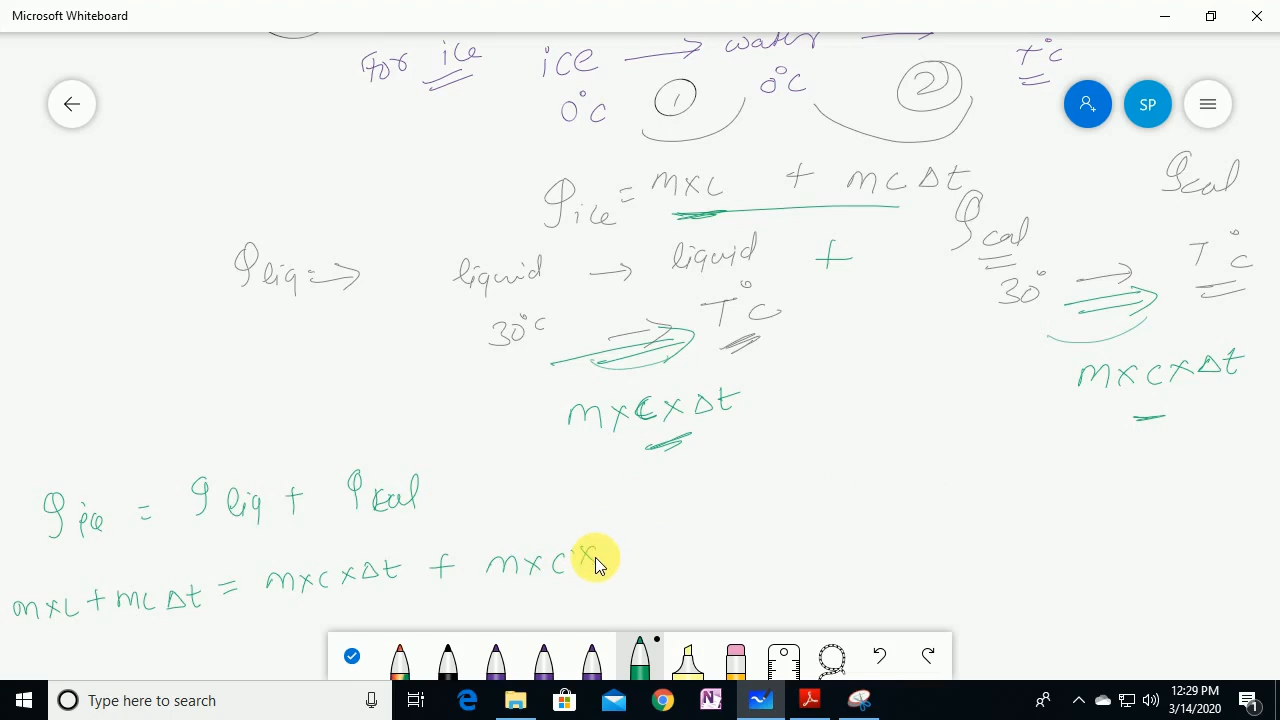 Microsoft Whiteboard
For ice ice → water → T°C
0°C ① 0°C ②
Qice = m×L + mcΔt
Qcal
Qliq ⇒ liquid → liquid + Qcal
30°C → T°C
30° → T°C
m×c×Δt
m×c×Δt
Qice = Qliq + Qcal
m×L + mcΔt = m×c×Δt + m×c×
SP
Type here to search
12:29 PM
3/14/2020
1